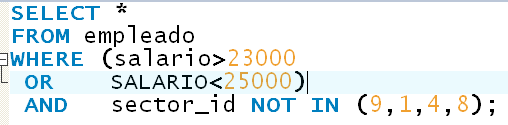 SELECT *
FROM empleado
WHERE (salario>23000
OR SALARIO<25000)
AND sector_id NOT IN (9,1,4,8);